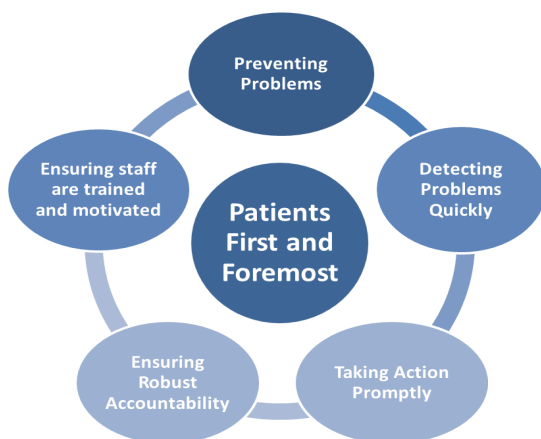 Preventing
Problems
Detecting
Problems
Quickly
Taking Action
Promptly
Ensuring
Robust
Accountability
Ensuring staff
are trained
and motivated
Patients
First and
Foremost